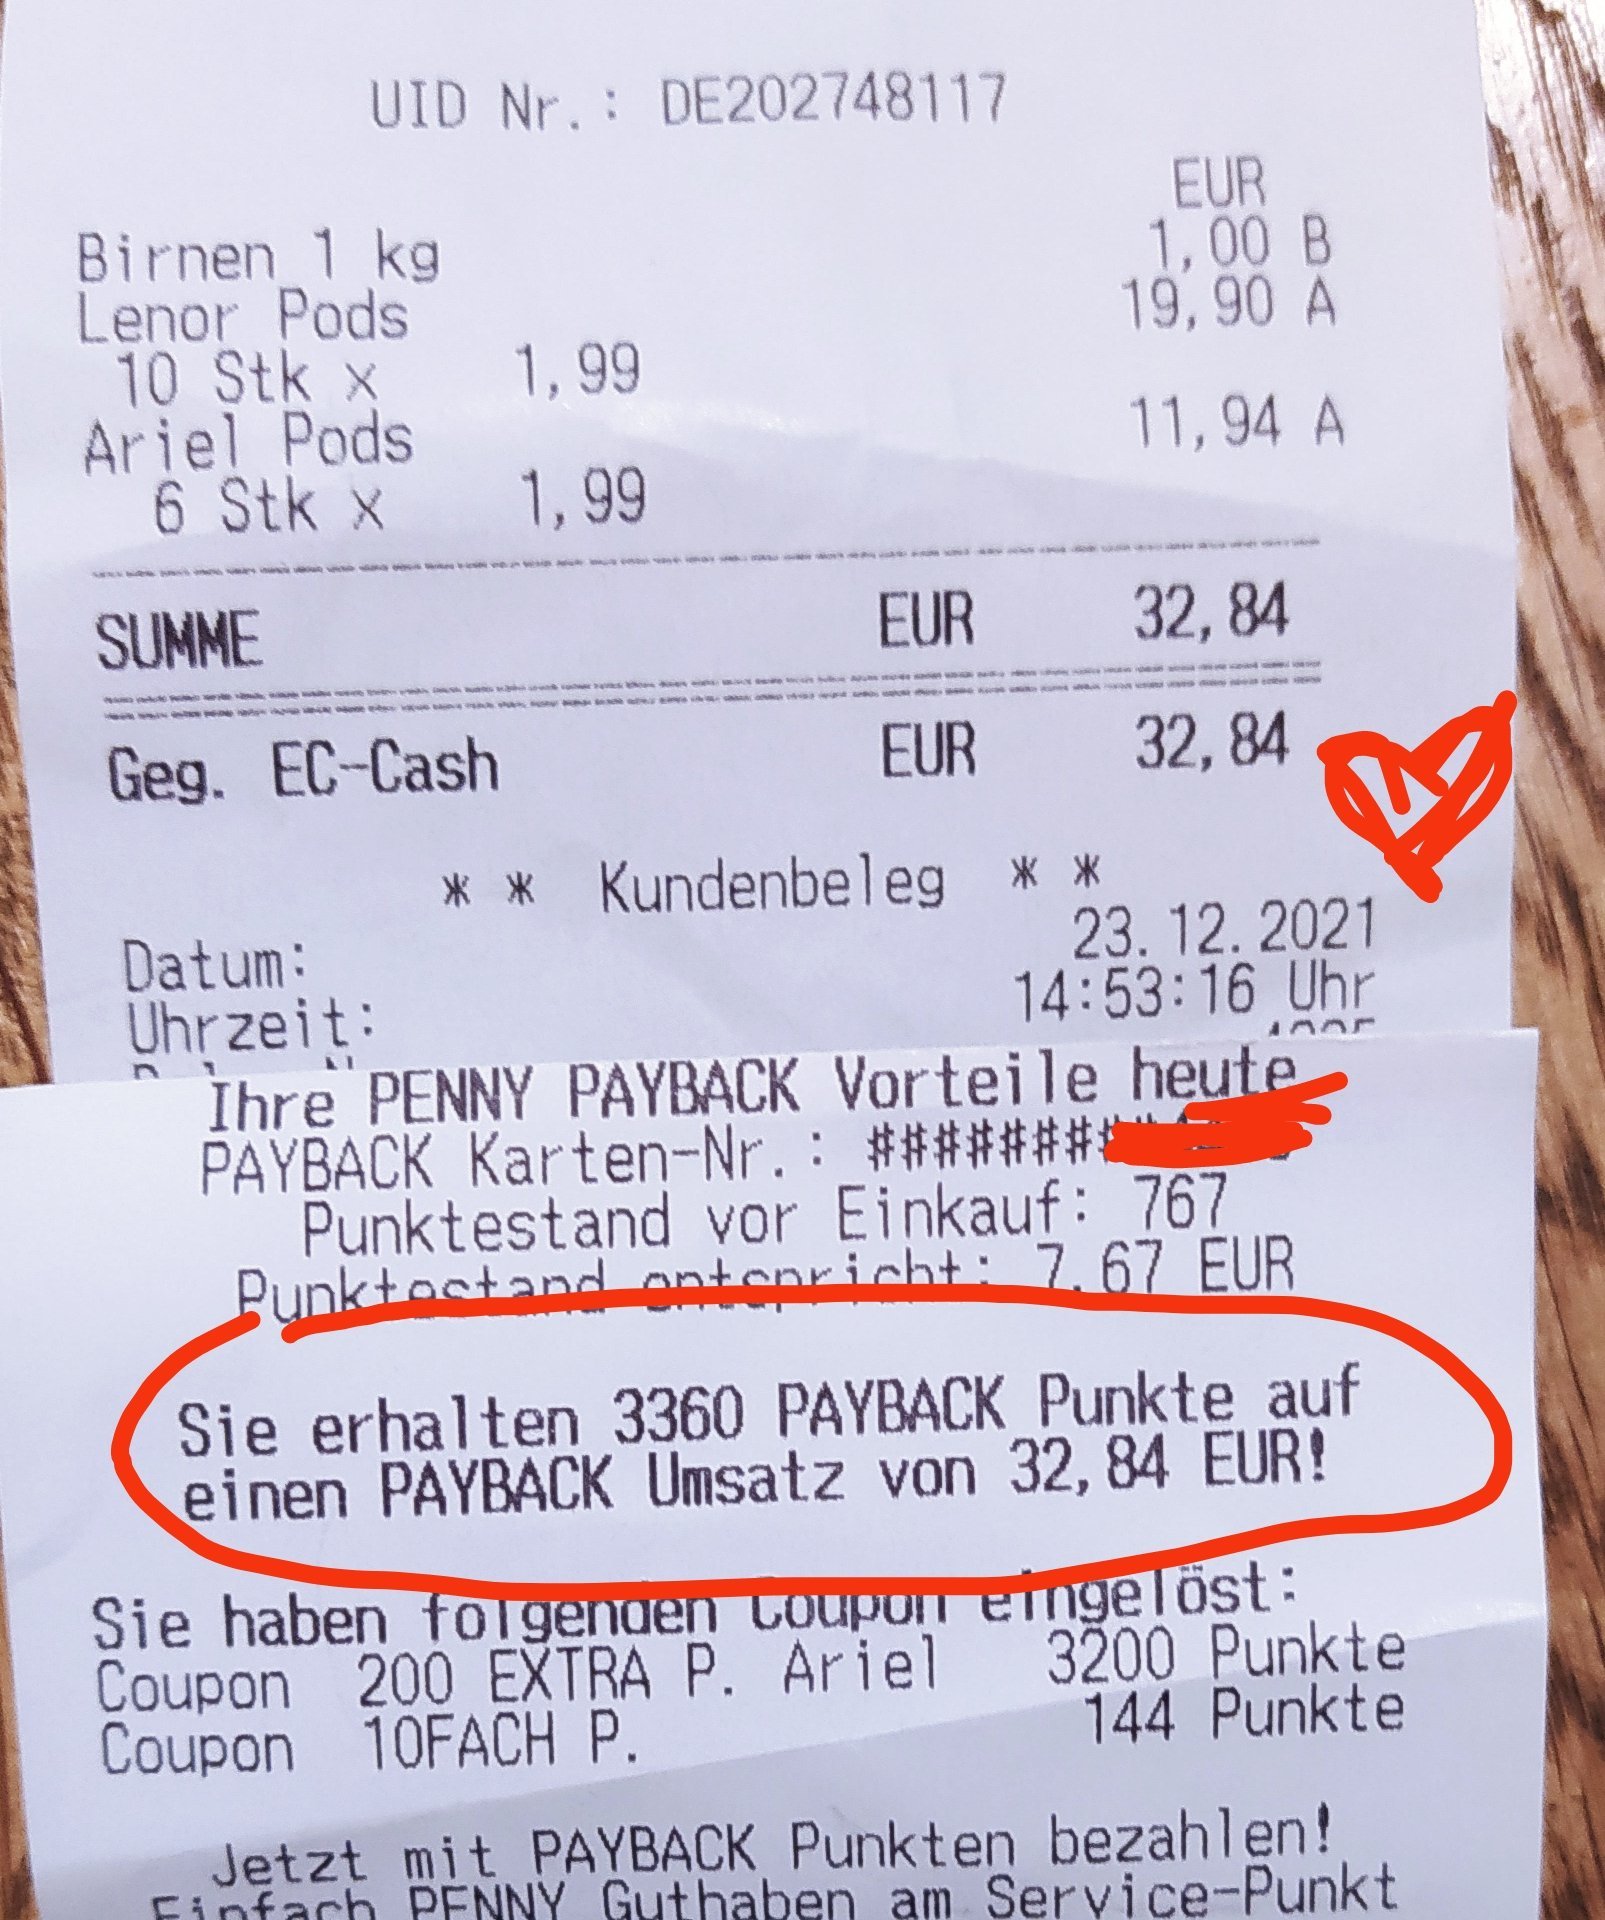 UID Nr.: DE202748117
EUR
Birnen 1 kg 1,00 B
Lenor Pods 19,90 A
10 Stk x 1,99
Ariel Pods 11,94 A
6 Stk x 1,99
SUMME EUR 32,84
Geg. EC-Cash EUR 32,84
* * Kundenbeleg * *
Datum: 23.12.2021
Uhrzeit: 14:53:16 Uhr
Ihre PENNY PAYBACK Vorteile heute
PAYBACK Karten-Nr.: ########
Punktestand vor Einkauf: 767
Punktestand entspricht: 7,67 EUR
Sie erhalten 3360 PAYBACK Punkte auf
einen PAYBACK Umsatz von 32,84 EUR!
Sie haben folgenden Coupon eingelöst:
Coupon 200 EXTRA P. Ariel 3200 Punkte
Coupon 10FACH P. 144 Punkte
Jetzt mit PAYBACK Punkten bezahlen!
Einfach PENNY Guthaben am Service-Punkt